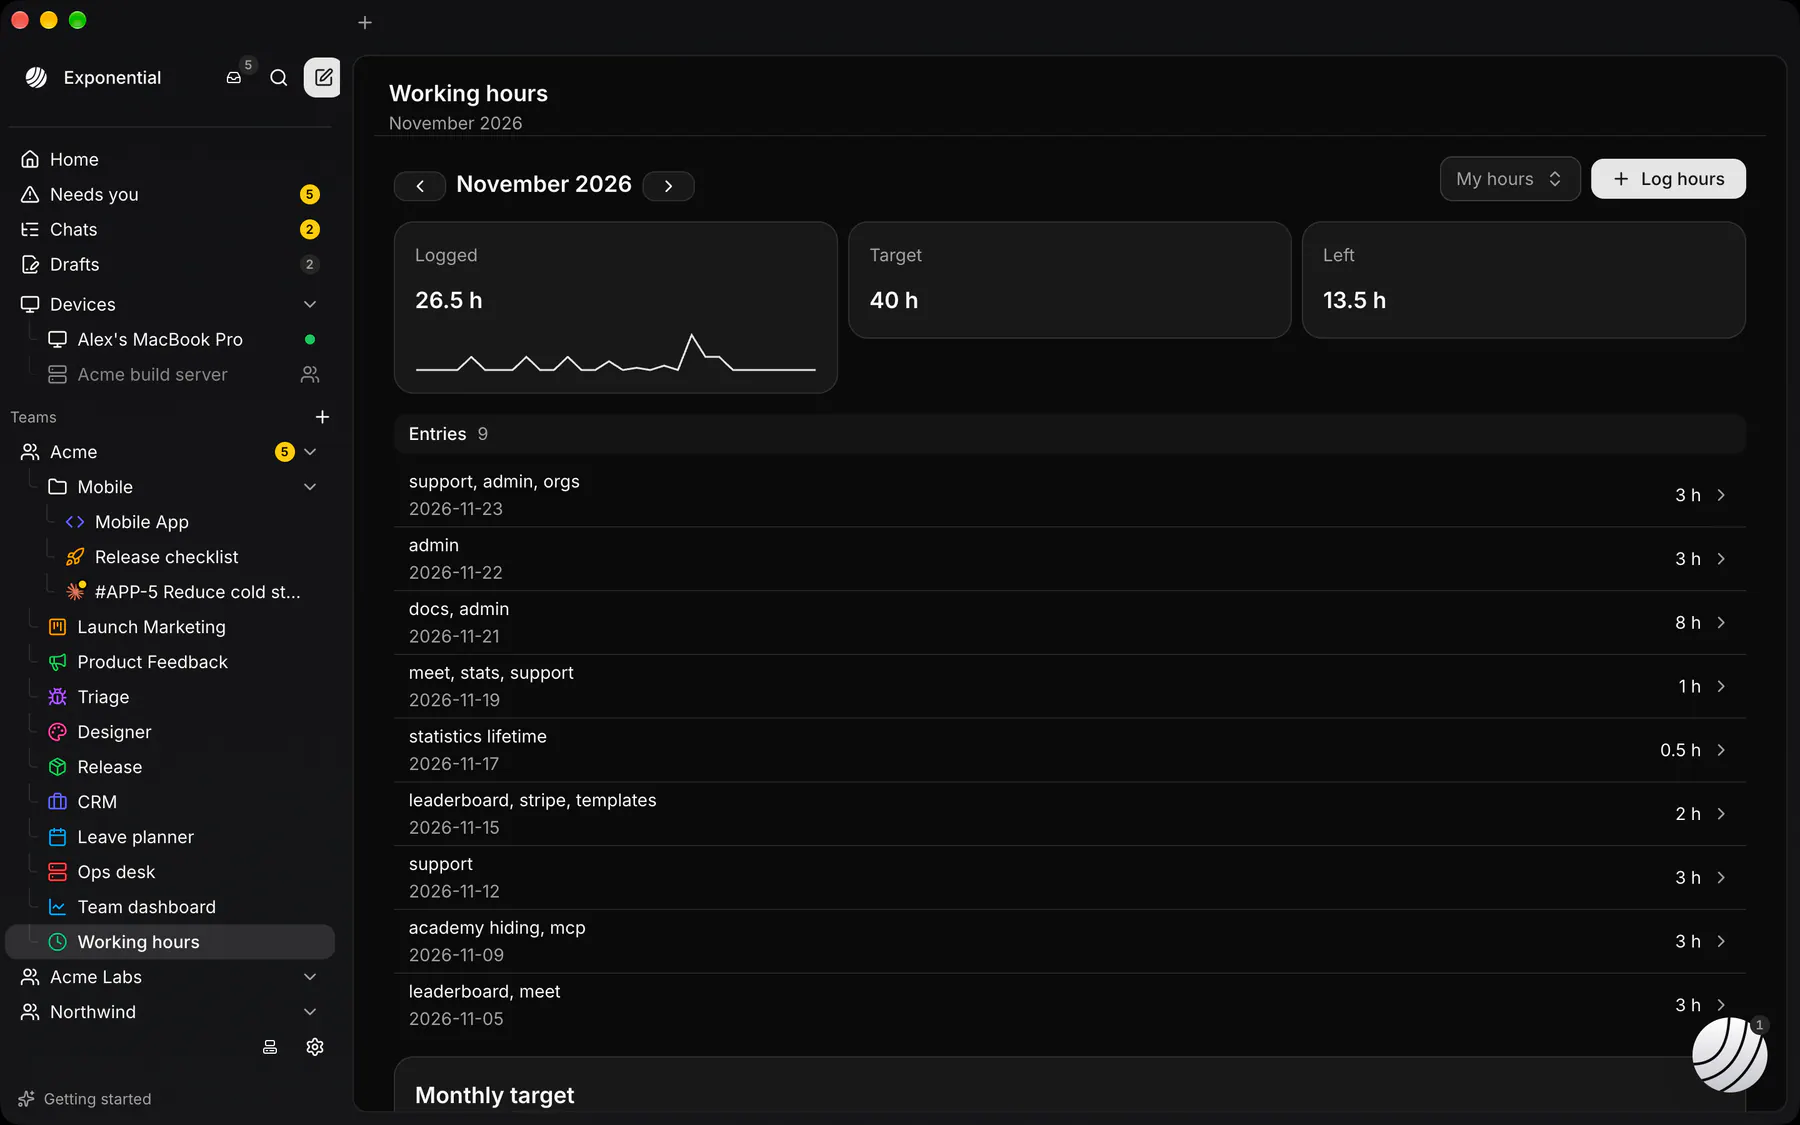 Exponential
5
Home
Needs you
5
Chats
2
Drafts
2
Devices
Alex's MacBook Pro
Acme build server
Teams
Acme
5
Mobile
Mobile App
Release checklist
#APP-5 Reduce cold st...
Launch Marketing
Product Feedback
Triage
Designer
Release
CRM
Leave planner
Ops desk
Team dashboard
Working hours
Acme Labs
Northwind
Getting started
Working hours
November 2026
November 2026
My hours
Log hours
Logged
26.5 h
Target
40 h
Left
13.5 h
Entries 9
support, admin, orgs
2026-11-23
3 h
admin
2026-11-22
3 h
docs, admin
2026-11-21
8 h
meet, stats, support
2026-11-19
1 h
statistics lifetime
2026-11-17
0.5 h
leaderboard, stripe, templates
2026-11-15
2 h
support
2026-11-12
3 h
academy hiding, mcp
2026-11-09
3 h
leaderboard, meet
2026-11-05
3 h
1
Monthly target